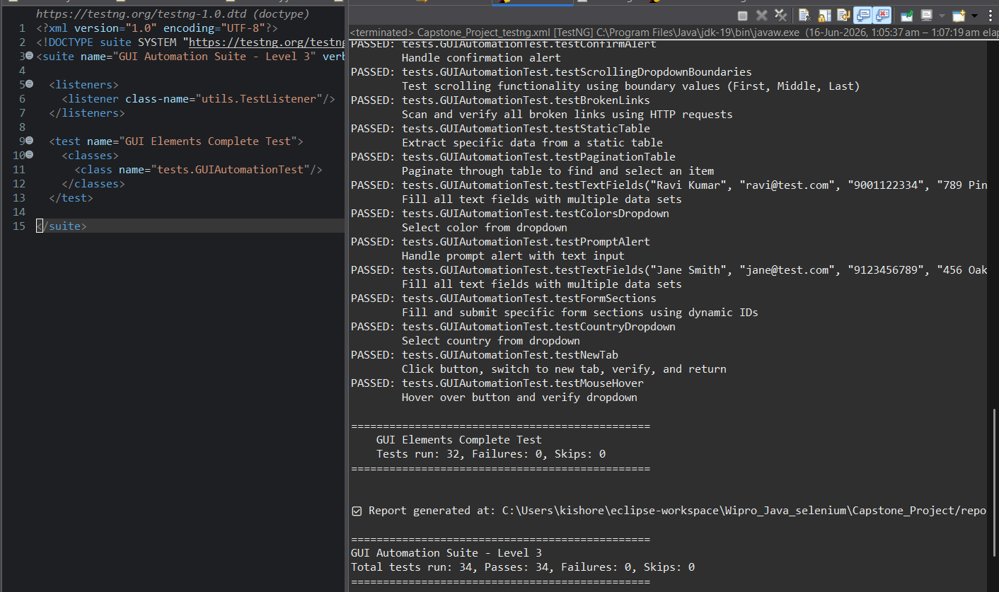 https://testng.org/testng-1.0.dtd (doctype)
1 <?xml version="1.0" encoding="UTF-8"?>
2 <!DOCTYPE suite SYSTEM "https://testng.org/testng
3 <suite name="GUI Automation Suite - Level 3" verb
4
5 <listeners>
6 <listener class-name="utils.TestListener"/>
7 </listeners>
8
9 <test name="GUI Elements Complete Test">
10 <classes>
11 <class name="tests.GUIAutomationTest"/>
12 </classes>
13 </test>
14
15 </suite>
<terminated> Capstone_Project_testng.xml [TestNG] C:\Program Files\Java\jdk-19\bin\javaw.exe (16-Jun-2026, 1:05:37 am – 1:07:19 am elap
PASSED: tests.GUIAutomationTest.testConfirmAlert
Handle confirmation alert
PASSED: tests.GUIAutomationTest.testScrollingDropdownBoundaries
Test scrolling functionality using boundary values (First, Middle, Last)
PASSED: tests.GUIAutomationTest.testBrokenLinks
Scan and verify all broken links using HTTP requests
PASSED: tests.GUIAutomationTest.testStaticTable
Extract specific data from a static table
PASSED: tests.GUIAutomationTest.testPaginationTable
Paginate through table to find and select an item
PASSED: tests.GUIAutomationTest.testTextFields("Ravi Kumar", "ravi@test.com", "9001122334", "789 Pin
Fill all text fields with multiple data sets
PASSED: tests.GUIAutomationTest.testColorsDropdown
Select color from dropdown
PASSED: tests.GUIAutomationTest.testPromptAlert
Handle prompt alert with text input
PASSED: tests.GUIAutomationTest.testTextFields("Jane Smith", "jane@test.com", "9123456789", "456 Oak
Fill all text fields with multiple data sets
PASSED: tests.GUIAutomationTest.testFormSections
Fill and submit specific form sections using dynamic IDs
PASSED: tests.GUIAutomationTest.testCountryDropdown
Select country from dropdown
PASSED: tests.GUIAutomationTest.testNewTab
Click button, switch to new tab, verify, and return
PASSED: tests.GUIAutomationTest.testMouseHover
Hover over button and verify dropdown
===============================================
GUI Elements Complete Test
Tests run: 32, Failures: 0, Skips: 0
===============================================
Report generated at: C:\Users\kishore\eclipse-workspace\Wipro_Java_selenium\Capstone_Project/repo
===============================================
GUI Automation Suite - Level 3
Total tests run: 34, Passes: 34, Failures: 0, Skips: 0
===============================================